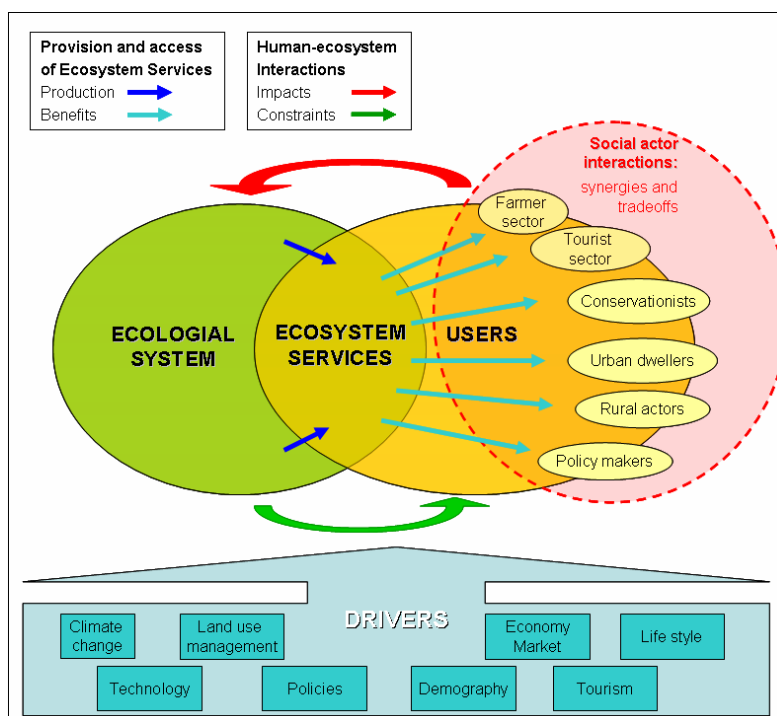 Provision and access
of Ecosystem Services
Production
Benefits
Human-ecosystem
Interactions
Impacts
Constraints
Social actor
interactions:
synergies and
tradeoffs
Farmer
sector
Tourist
sector
Conservationists
Urban dwellers
Rural actors
Policy makers
ECOLOGIAL
SYSTEM
ECOSYSTEM
SERVICES
USERS
DRIVERS
Climate
change
Land use
management
Economy
Market
Life style
Technology
Policies
Demography
Tourism